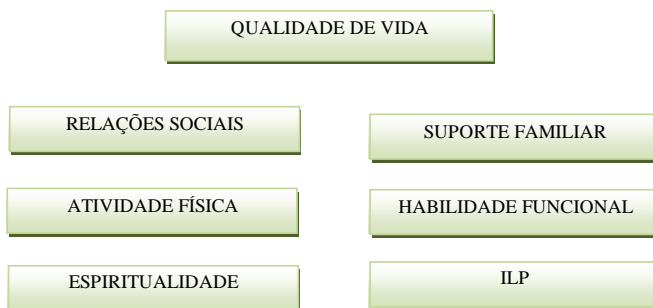 QUALIDADE DE VIDA
RELAÇÕES SOCIAIS
SUPORTE FAMILIAR
ATIVIDADE FÍSICA
HABILIDADE FUNCIONAL
ESPIRITUALIDADE
ILP